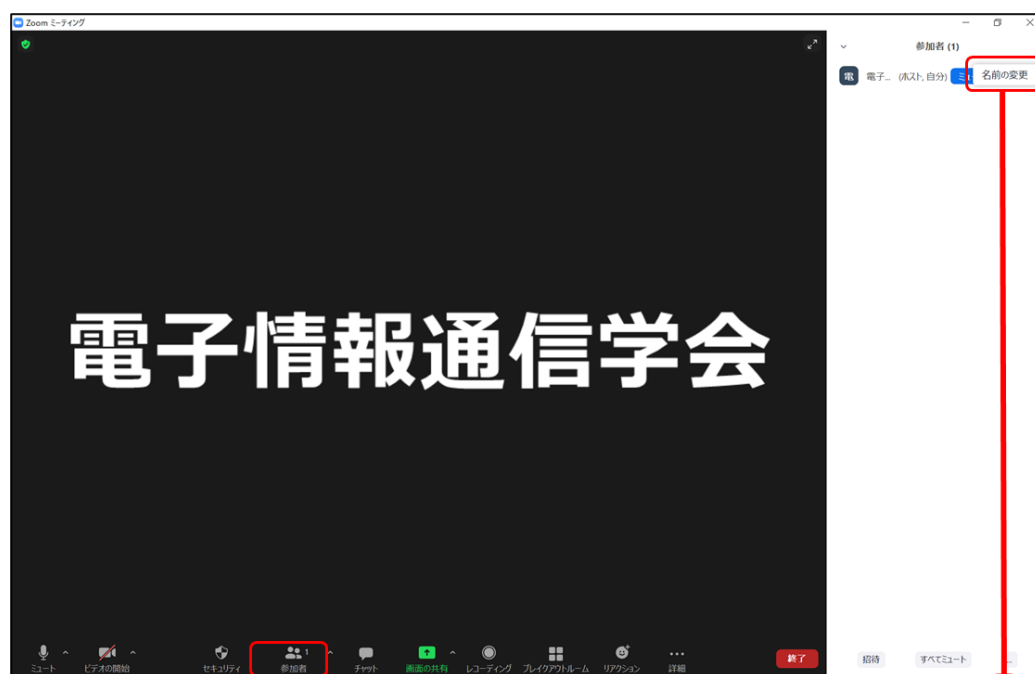 Zoom ミーティング
参加者 (1)
電 電子... (ホスト, 自分) ミュ 名前の変更
電子情報通信学会
1
ミュート ビデオの開始 セキュリティ 参加者 チャット 画面の共有 レコーディング ブレイクアウトルーム リアクション 詳細 終了
招待 すべてミュート ...